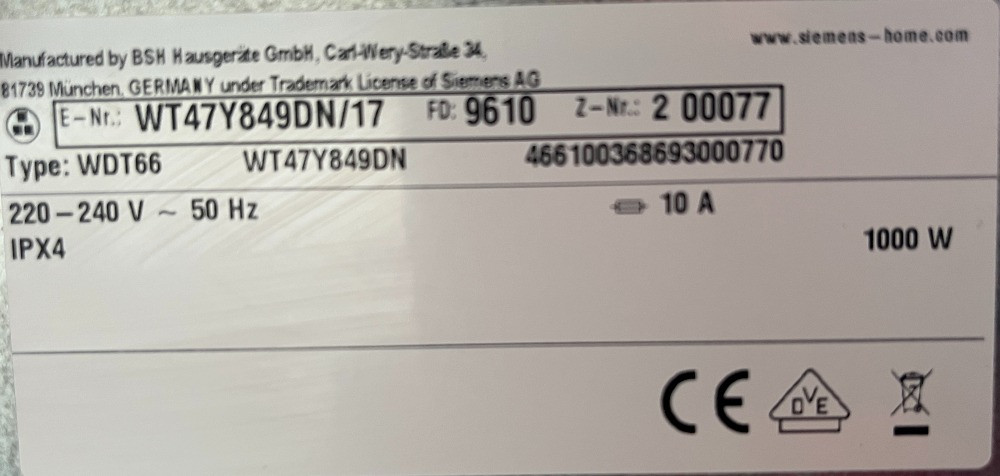 www.siemens-home.com
Manufactured by BSH Hausgeräte GmbH, Carl-Wery-Straße 34,
81739 München, GERMANY under Trademark License of Siemens AG
E-Nr.: WT47Y849DN/17 FD: 9610 Z-Nr.: 2 00077
Type: WDT66 WT47Y849DN 466100368693000770
220-240 V ~ 50 Hz 10 A
IPX4 1000 W
CE DVE